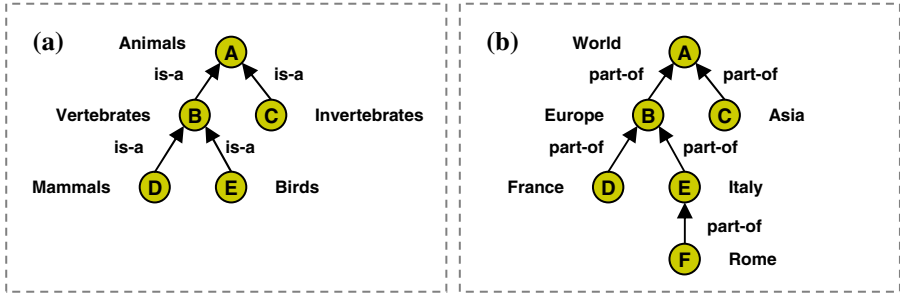 (a)
Animals A
is-a is-a
Vertebrates B C Invertebrates
is-a is-a
Mammals D E Birds
(b)
World A
part-of part-of
Europe B C Asia
part-of part-of
France D E Italy
part-of
F Rome